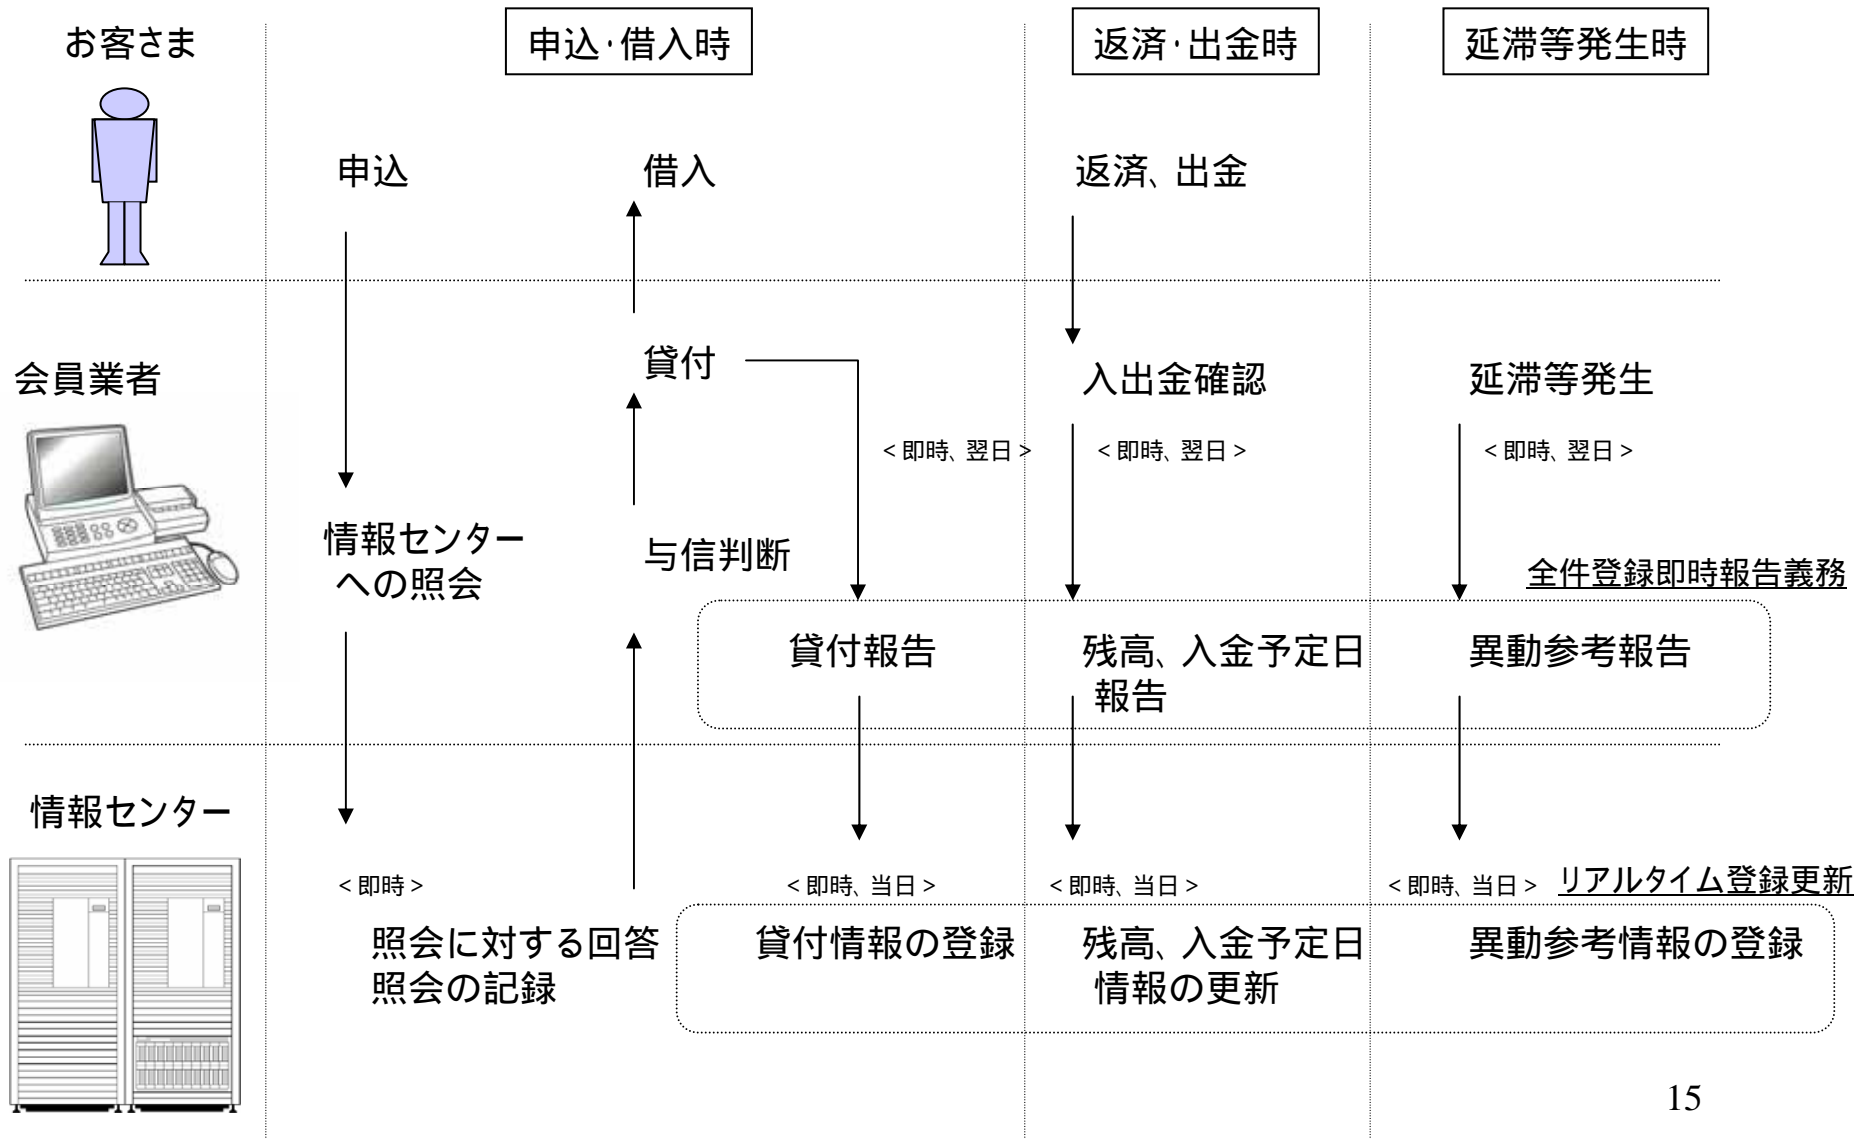 お客さま
申込・借入時
返済・出金時
延滞等発生時
申込
借入
返済、出金
会員業者
貸付
入出金確認
延滞等発生
<即時、翌日>
<即時、翌日>
<即時、翌日>
情報センター
への照会
与信判断
全件登録即時報告義務
貸付報告
残高、入金予定日
報告
異動参考報告
情報センター
<即時>
<即時、当日>
<即時、当日>
<即時、当日>
リアルタイム登録更新
照会に対する回答
照会の記録
貸付情報の登録
残高、入金予定日
情報の更新
異動参考情報の登録
15